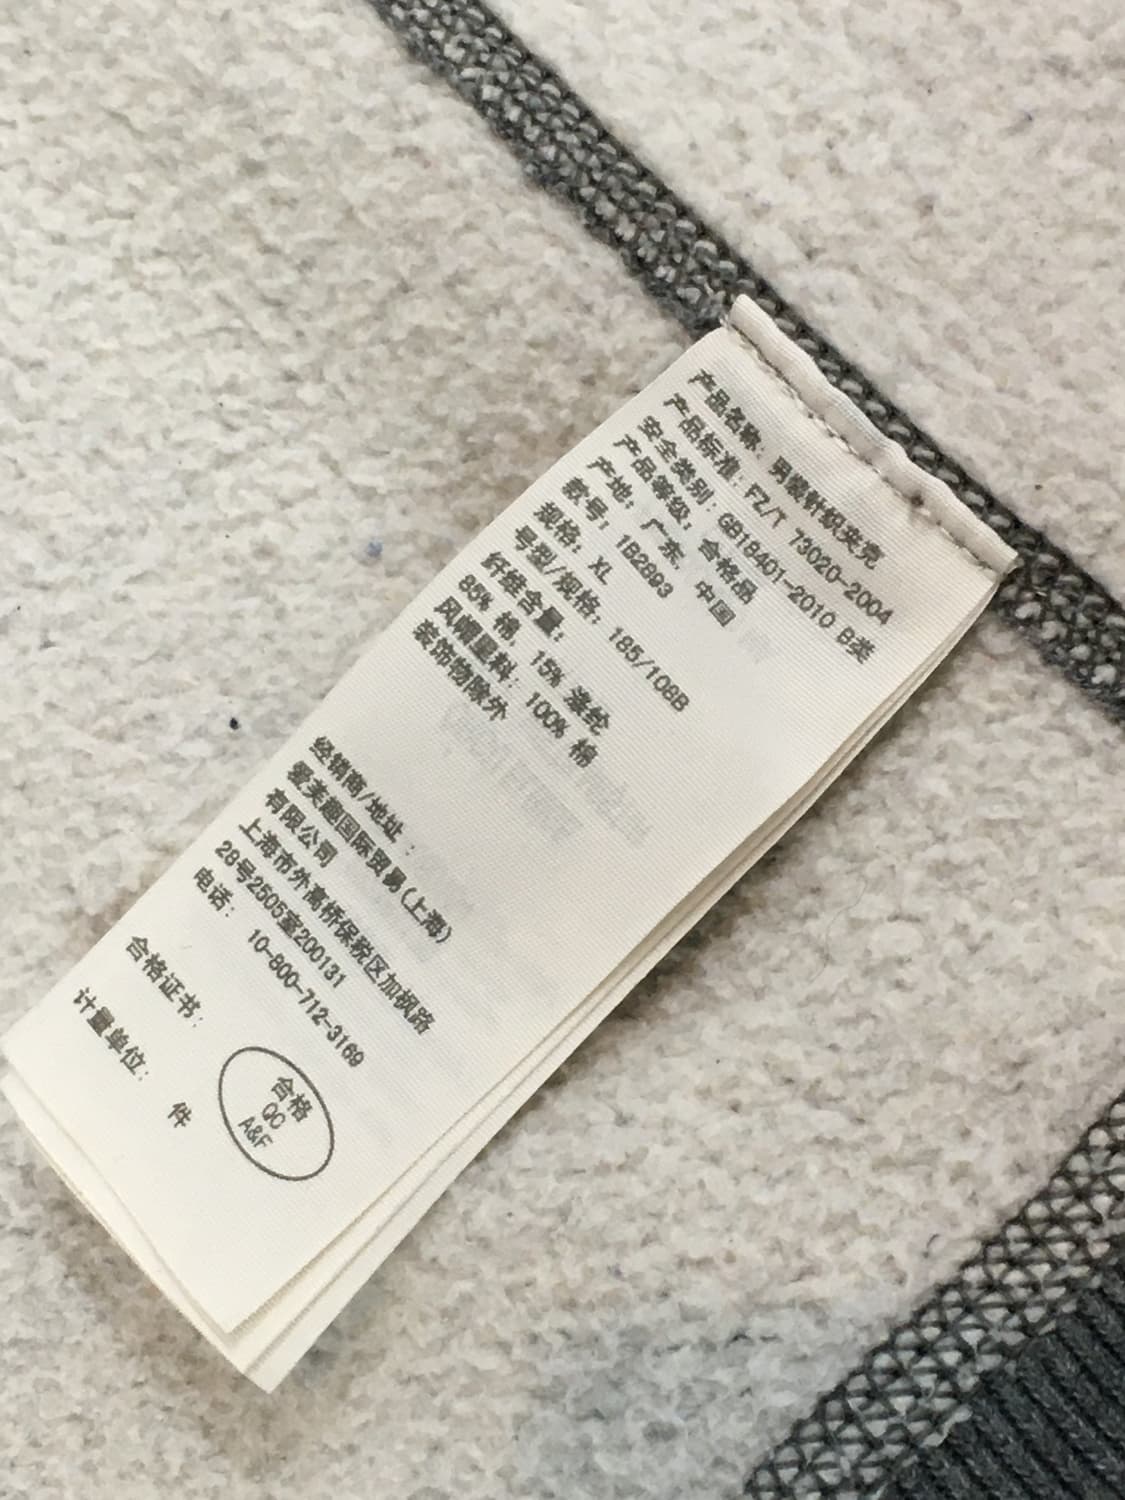 产品名称：男装针织夹克
产品标准：FZ/T 73020-2004
安全类别：GB18401-2010 B类
产品等级：合格品
产地：广东，中国
款号：1B2893
规格：XL
号型/规格：185/108B
纤维含量：
85% 棉，15% 涤纶
风帽里料：100% 棉
装饰物除外
经销商/地址：
爱芙趣国际贸易(上海)
有限公司
上海市外高桥保税区加枫路
28号2505室200131
电话：10-800-712-3169
合格证书：
合格
QC
A&F
计量单位：件